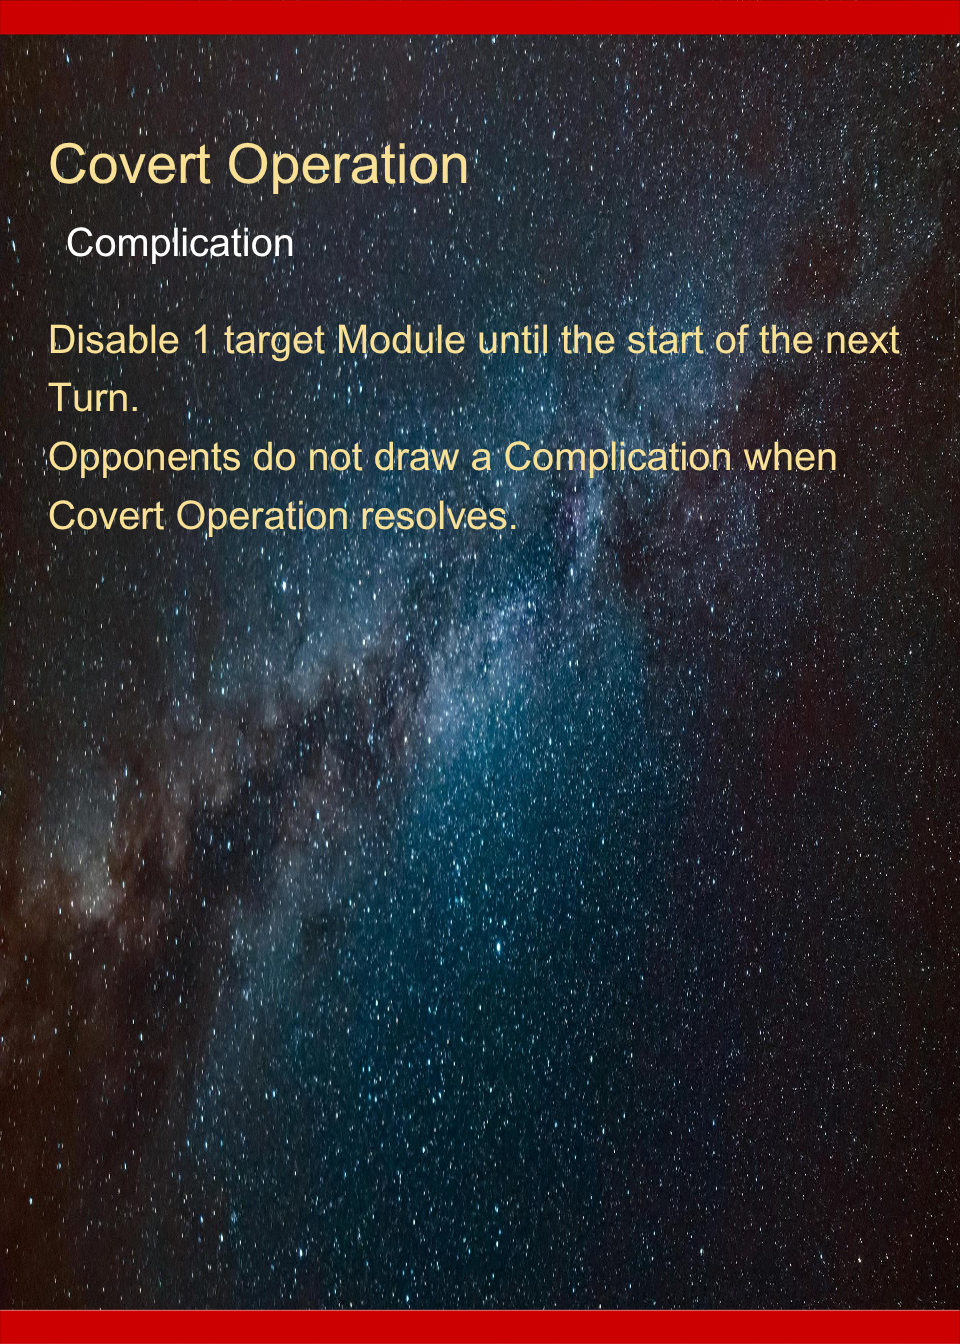 Covert Operation
Complication
Disable 1 target Module until the start of the next
Turn.
Opponents do not draw a Complication when
Covert Operation resolves.